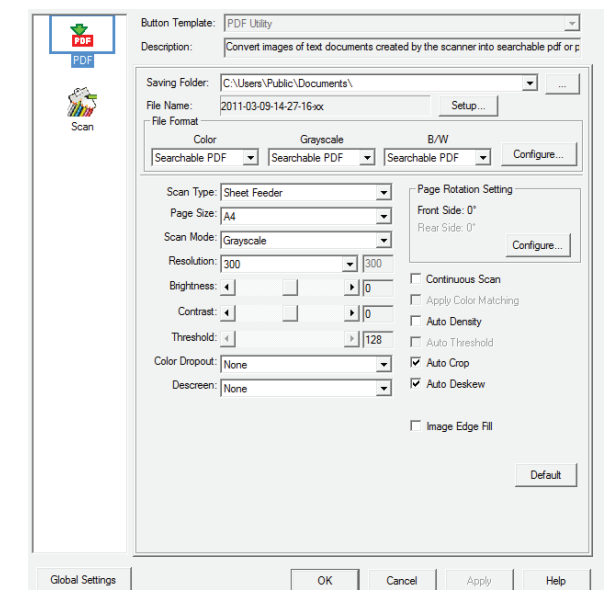 Button Template: PDF Utility
PDF
PDF
Description: Convert images of text documents created by the scanner into searchable pdf or p
Saving Folder: C:\Users\Public\Documents\ ...
Scan
File Name: 2011-03-09-14-27-16-xx Setup...
File Format
Color Grayscale B/W
Searchable PDF Searchable PDF Searchable PDF Configure...
Scan Type: Sheet Feeder
Page Size: A4
Scan Mode: Grayscale
Resolution: 300 300
Brightness: 0
Contrast: 0
Threshold: 128
Color Dropout: None
Descreen: None
Page Rotation Setting
Front Side: 0°
Rear Side: 0°
Configure...
Continuous Scan
Apply Color Matching
Auto Density
Auto Threshold
Auto Crop
Auto Deskew
Image Edge Fill
Default
Global Settings OK Cancel Apply Help